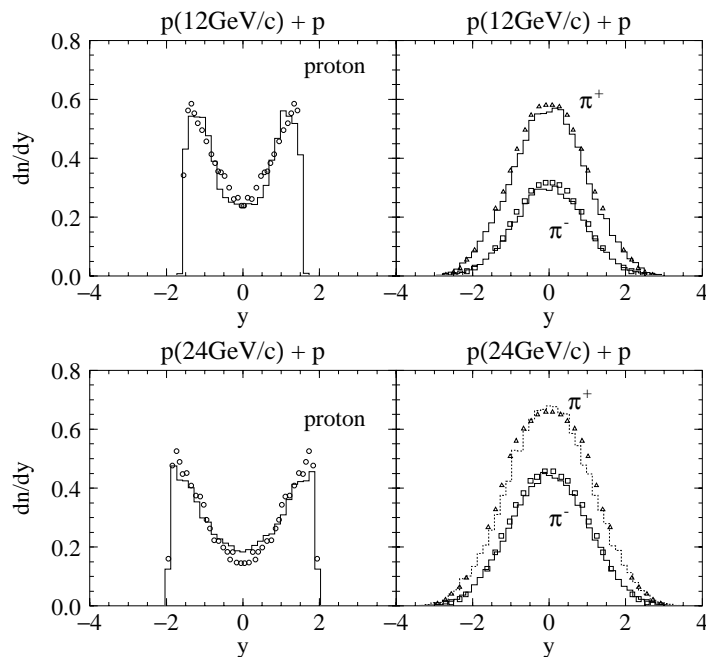 p(12GeV/c) + p p(12GeV/c) + p
0.8
proton
π+
0.6
dn/dy
0.4
π-
0.2
0.0
−4 −2 0 2 −4 −2 0 2 4
y y
p(24GeV/c) + p p(24GeV/c) + p
0.8
proton
π+
0.6
dn/dy
0.4
π-
0.2
0.0
−4 −2 0 2 −4 −2 0 2 4
y y